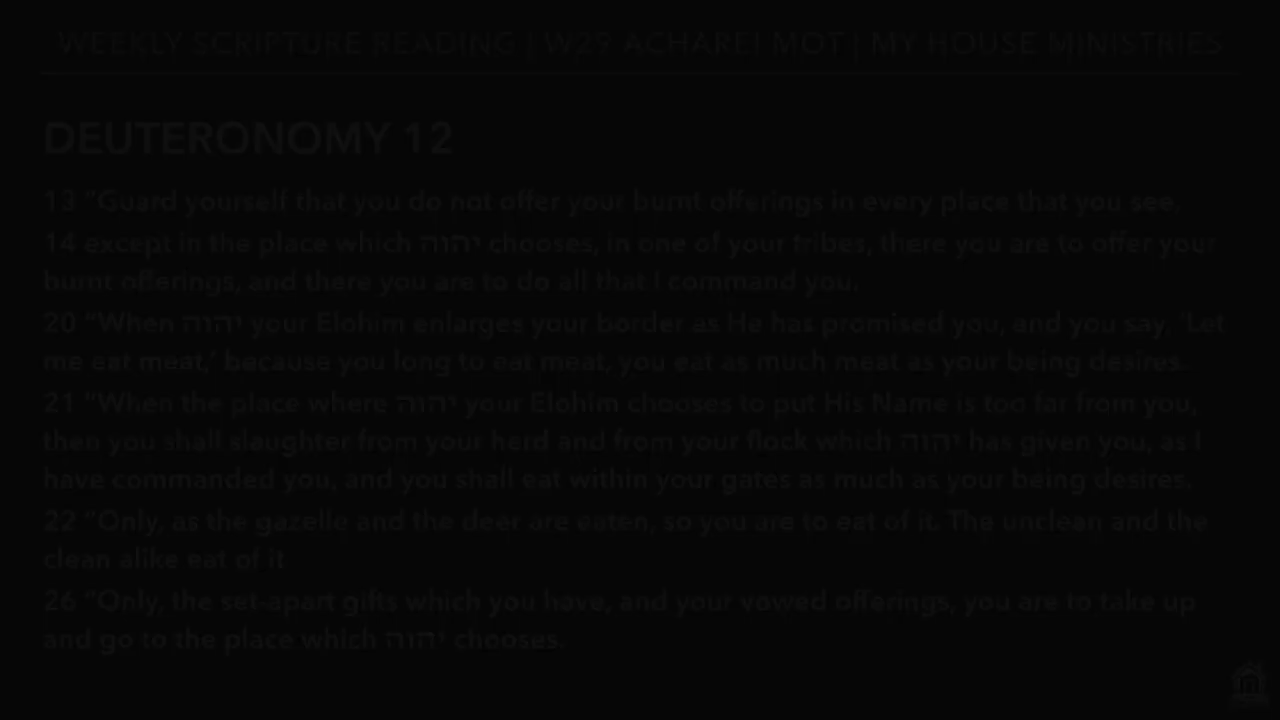 WEEKLY SCRIPTURE READING | W29 ACHAREI MOT | MY HOUSE MINISTRIES
DEUTERONOMY 12
13 “Guard yourself that you do not offer your burnt offerings in every place that you see,
14 except in the place which יהוה chooses, in one of your tribes, there you are to offer your
burnt offerings, and there you are to do all that I command you.
20 “When יהוה your Elohim enlarges your border as He has promised you, and you say, ‘Let
me eat meat,’ because you long to eat meat, you eat as much meat as your being desires.
21 “When the place where יהוה your Elohim chooses to put His Name is too far from you,
then you shall slaughter from your herd and from your flock which יהוה has given you, as I
have commanded you, and you shall eat within your gates as much as your being desires.
22 “Only, as the gazelle and the deer are eaten, so you are to eat of it. The unclean and the
clean alike eat of it
26 “Only, the set-apart gifts which you have, and your vowed offerings, you are to take up
and go to the place which יהוה chooses.